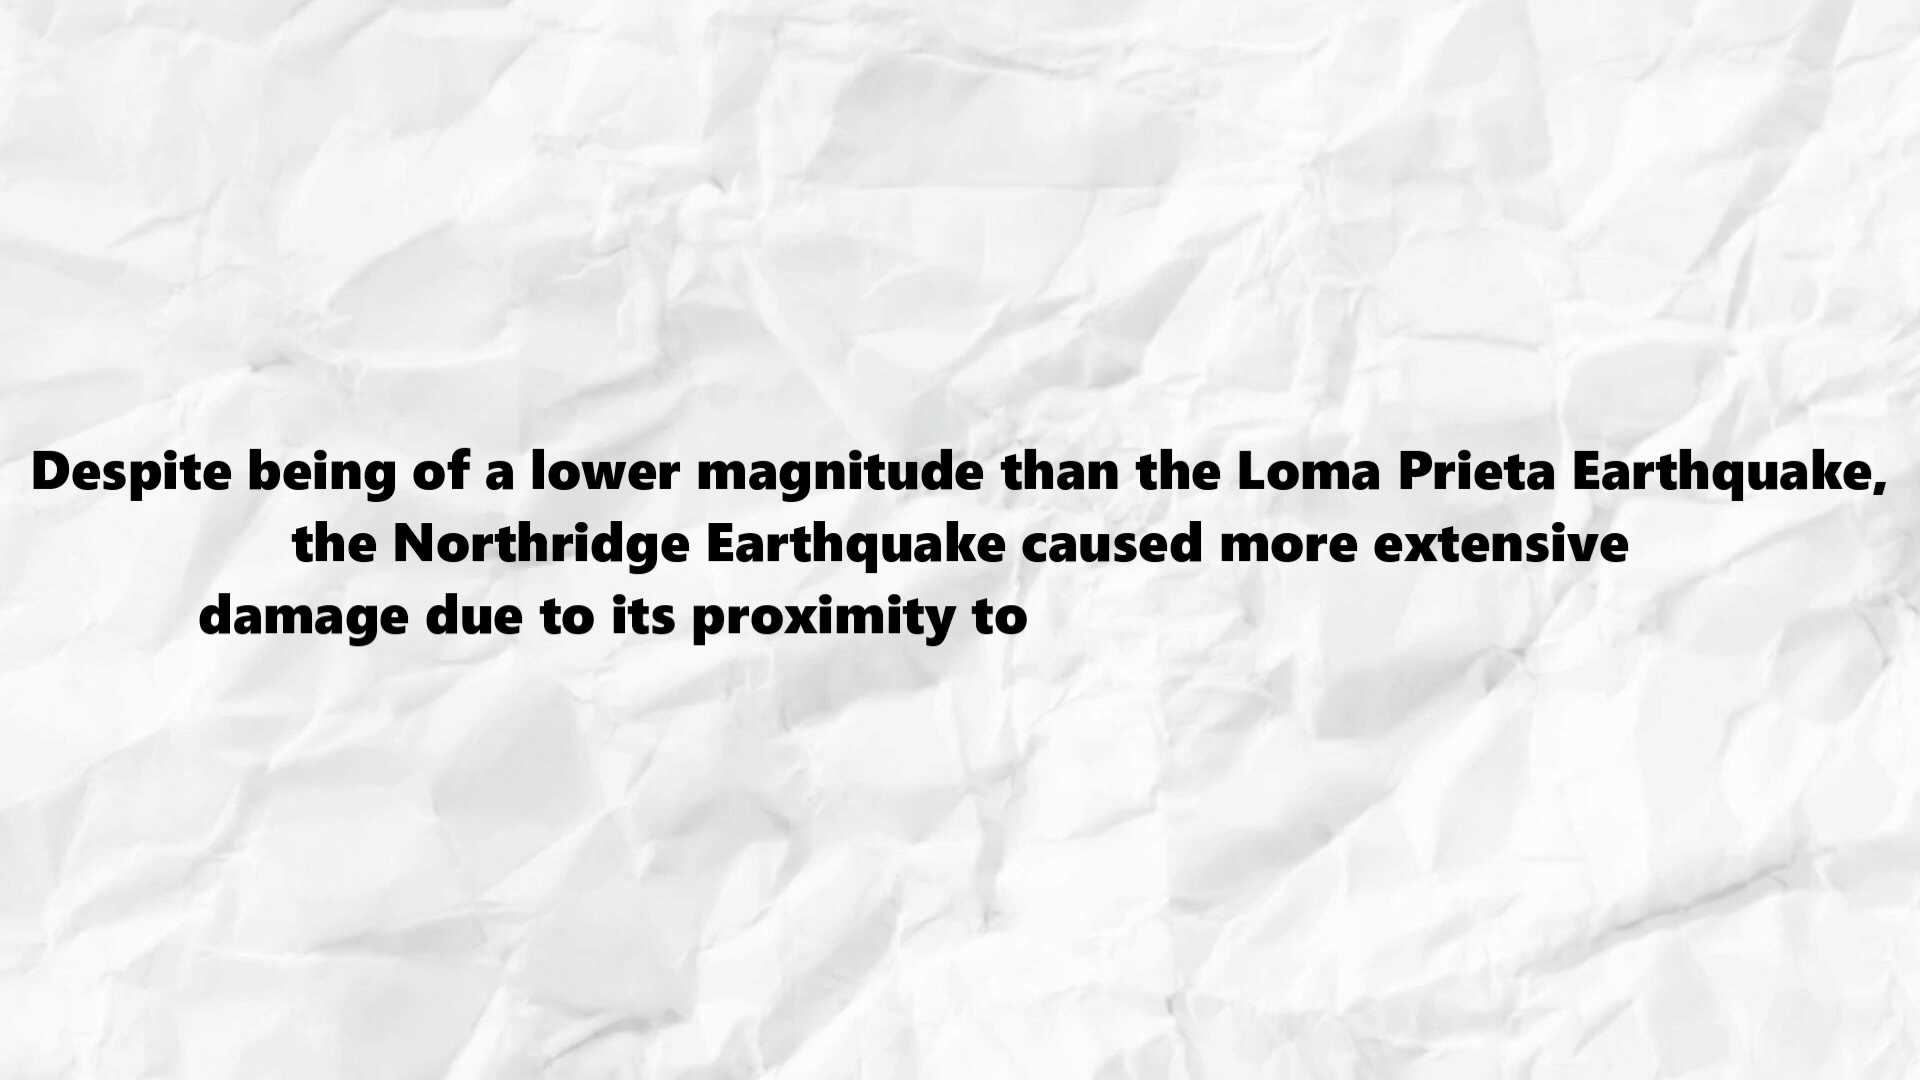 Despite being of a lower magnitude than the Loma Prieta Earthquake,
the Northridge Earthquake caused more extensive
damage due to its proximity to